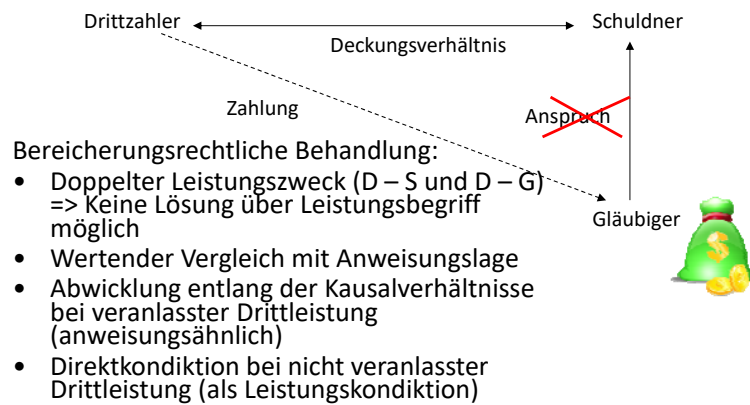 Drittzahler
Schuldner
Deckungsverhältnis
Zahlung
Anspruch
Bereicherungsrechtliche Behandlung:
• Doppelter Leistungszweck (D – S und D – G)
=> Keine Lösung über Leistungsbegriff
möglich
Gläubiger
• Wertender Vergleich mit Anweisungslage
• Abwicklung entlang der Kausalverhältnisse
bei veranlasster Drittleistung
(anweisungsähnlich)
• Direktkondiktion bei nicht veranlasster
Drittleistung (als Leistungskondiktion)
$